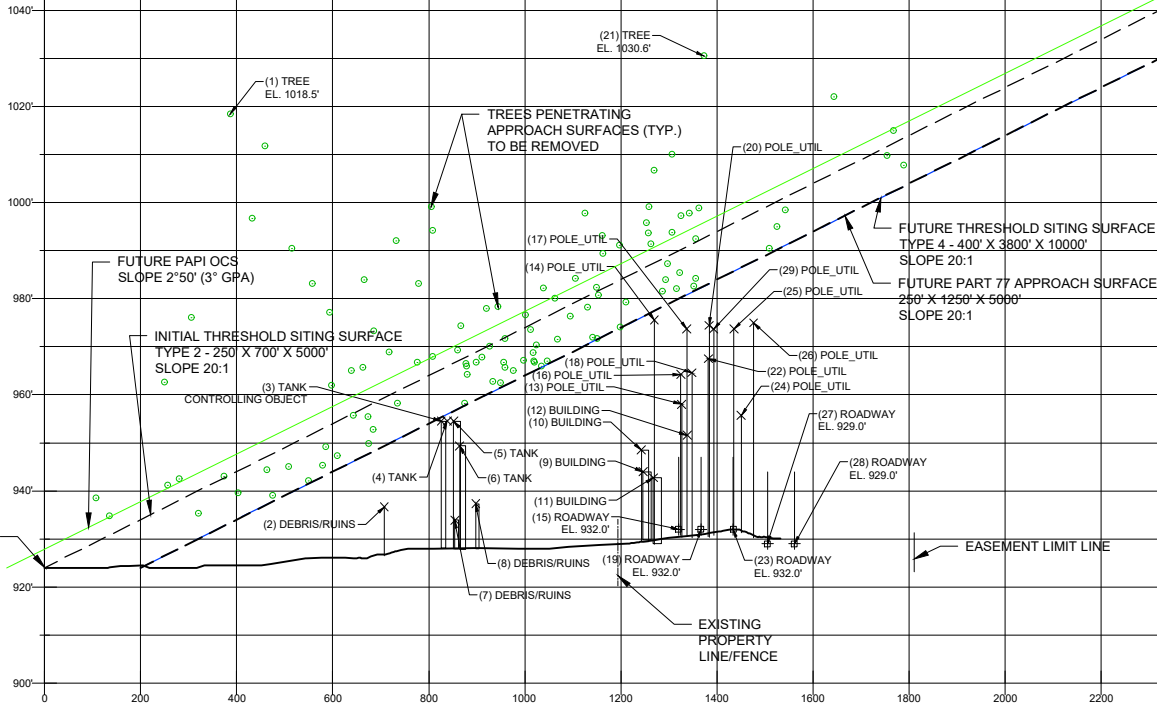 1040'
1020'
1000'
980'
960'
940'
920'
900'
(1) TREE
EL. 1018.5'
(21) TREE
EL. 1030.6'
TREES PENETRATING
APPROACH SURFACES (TYP.)
TO BE REMOVED
(20) POLE_UTIL
(17) POLE_UTIL
(14) POLE_UTIL
(29) POLE_UTIL
(25) POLE_UTIL
FUTURE THRESHOLD SITING SURFACE
TYPE 4 - 400' X 3800' X 10000'
SLOPE 20:1
FUTURE PART 77 APPROACH SURFACE
250' X 1250' X 5000'
SLOPE 20:1
FUTURE PAPI OCS
SLOPE 2°50' (3° GPA)
INITIAL THRESHOLD SITING SURFACE
TYPE 2 - 250' X 700' X 5000'
SLOPE 20:1
(3) TANK
CONTROLLING OBJECT
(18) POLE_UTIL
(16) POLE_UTIL
(13) POLE_UTIL
(26) POLE_UTIL
(22) POLE_UTIL
(24) POLE_UTIL
(12) BUILDING
(10) BUILDING
(27) ROADWAY
EL. 929.0'
(5) TANK
(4) TANK
(6) TANK
(9) BUILDING
(11) BUILDING
(28) ROADWAY
EL. 929.0'
(2) DEBRIS/RUINS
(15) ROADWAY
EL. 932.0'
(8) DEBRIS/RUINS
(19) ROADWAY
EL. 932.0'
(23) ROADWAY
EL. 932.0'
EASEMENT LIMIT LINE
(7) DEBRIS/RUINS
EXISTING
PROPERTY
LINE/FENCE
0
200
400
600
800
1000
1200
1400
1600
1800
2000
2200